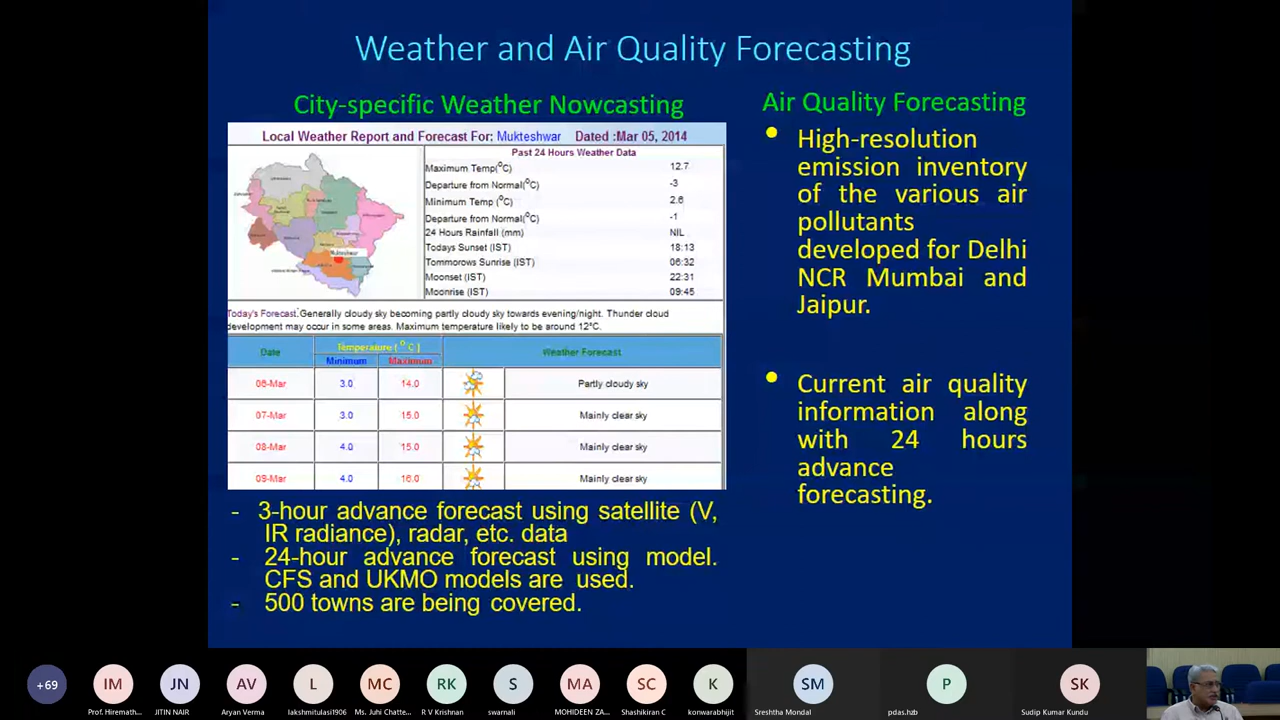 Weather and Air Quality Forecasting
City-specific Weather Nowcasting
Local Weather Report and Forecast For: Mukteshwar Dated :Mar 05, 2014
Past 24 Hours Weather Data
Maximum Temp(°C) 12.7
Departure from Normal(°C) -3
Minimum Temp (°C) 2.6
Departure from Normal(°C) -1
24 Hours Rainfall (mm) NIL
Todays Sunset (IST) 18:13
Tommorows Sunrise (IST) 06:32
Moonset (IST) 22:31
Moonrise (IST) 09:45
Mukteshwar
Today's Forecast:Generally cloudy sky becoming partly cloudy sky towards evening/night. Thunder cloud
development may occur in some areas. Maximum temperature likely to be around 12°C.
Date Temperature ( °C ) Weather Forecast
Minimum Maximum
06-Mar 3.0 14.0 Partly cloudy sky
07-Mar 3.0 15.0 Mainly clear sky
08-Mar 4.0 15.0 Mainly clear sky
09-Mar 4.0 16.0 Mainly clear sky
- 3-hour advance forecast using satellite (V,
IR radiance), radar, etc. data
- 24-hour advance forecast using model.
CFS and UKMO models are used.
- 500 towns are being covered.
Air Quality Forecasting
• High-resolution
emission inventory
of the various air
pollutants
developed for Delhi
NCR Mumbai and
Jaipur.
• Current air quality
information along
with 24 hours
advance
forecasting.
+69 IM JN AV L MC RK S MA SC K SM P SK
Prof. Hiremath... JITIN NAIR Aryan Verma lakshmitulasi1906 Ms. Juhi Chatte... R V Krishnan swarnali MOHIDEEN ZA... Shashikiran C konwarabhijit Sreshtha Mondal pdas.hzb Sudip Kumar Kundu